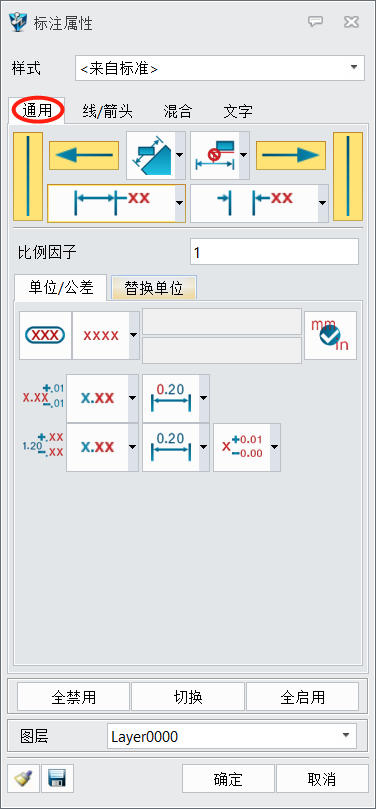 标注属性
样式 <来自标准>
通用 线/箭头 混合 文字
XX XX
比例因子 1
单位/公差 替换单位
XXX XXXX mm in
X.XX +.01 -.01 X.XX 0.20
1.20 +.XX -.XX X.XX 0.20 X +0.01 -0.00
全禁用 切换 全启用
图层 Layer0000
确定 取消